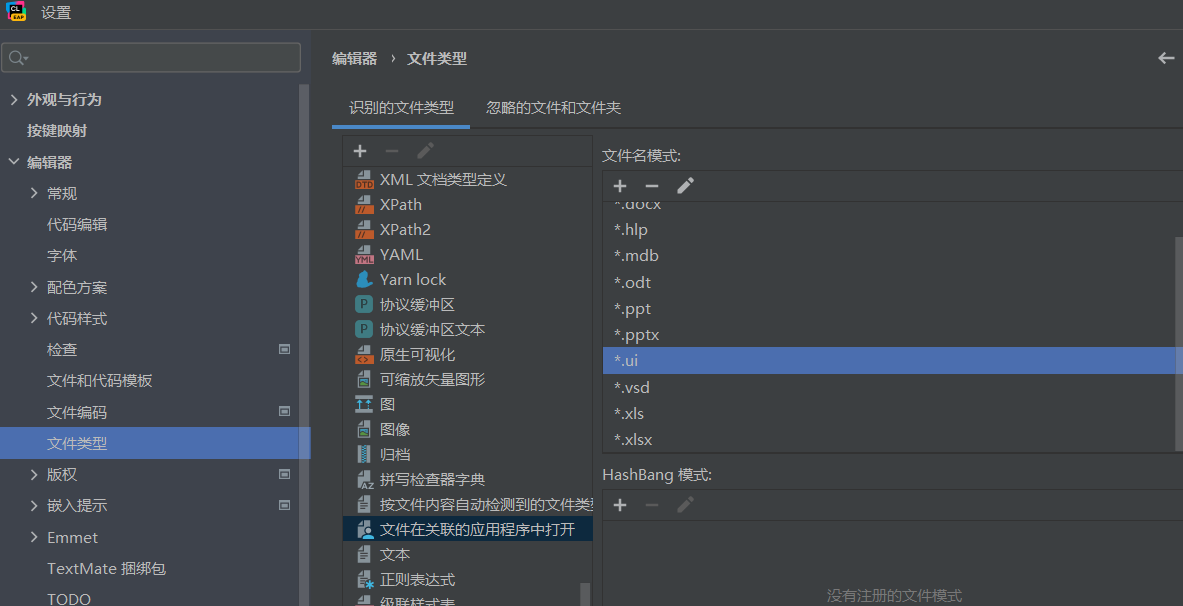 设置
外观与行为
按键映射
编辑器
常规
代码编辑
字体
配色方案
代码样式
检查
文件和代码模板
文件编码
文件类型
版权
嵌入提示
Emmet
TextMate 捆绑包
TODO
编辑器 › 文件类型
识别的文件类型 忽略的文件和文件夹
XML 文档类型定义
XPath
XPath2
YAML
Yarn lock
协议缓冲区
协议缓冲区文本
原生可视化
可缩放矢量图形
图
图像
归档
拼写检查器字典
按文件内容自动检测到的文件类型
文件在关联的应用程序中打开
文本
正则表达式
级联样式表
文件名模式:
*.docx
*.hlp
*.mdb
*.odt
*.ppt
*.pptx
*.ui
*.vsd
*.xls
*.xlsx
HashBang 模式:
没有注册的文件模式